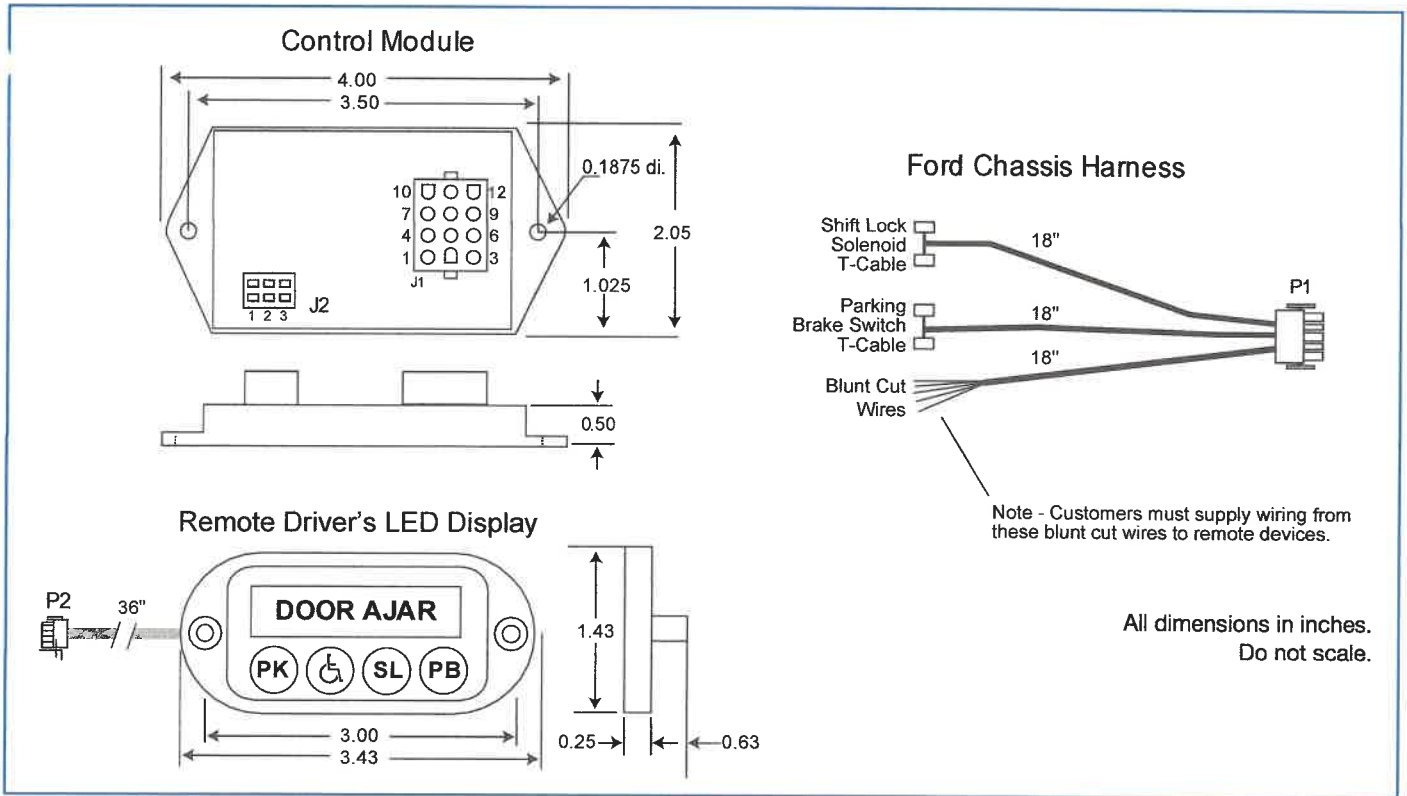 Control Module
4.00
3.50
0.1875 di.
10 12
7 9
4 6
1 3
J1
J2
1 2 3
2.05
1.025
0.50
Ford Chassis Harness
Shift Lock
Solenoid
T-Cable
18"
P1
Parking
Brake Switch
T-Cable
18"
18"
Blunt Cut
Wires
Note - Customers must supply wiring from
these blunt cut wires to remote devices.
Remote Driver's LED Display
P2
36"
DOOR AJAR
PK SL PB
3.00
3.43
1.43
0.25
0.63
All dimensions in inches.
Do not scale.